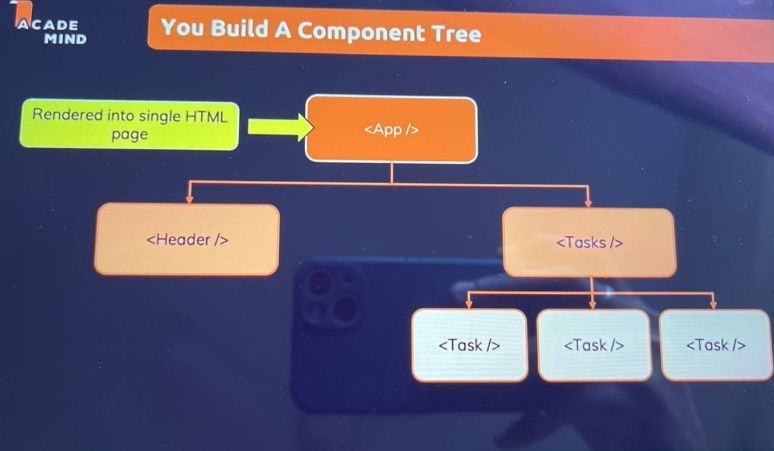 ACADE
MIND
You Build A Component Tree
Rendered into single HTML
page
<App />
<Header />
<Tasks />
<Task />
<Task />
<Task />